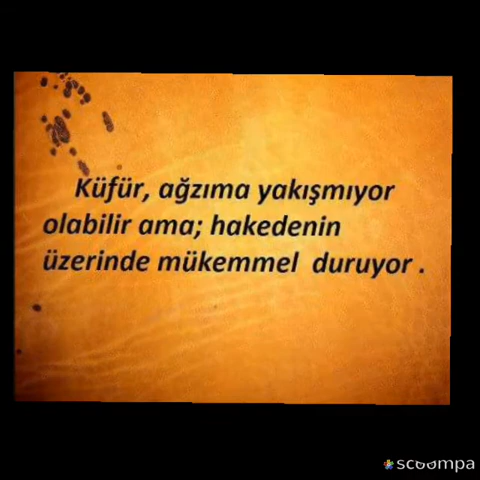 Küfür, ağzıma yakışmıyor
olabilir ama; hakedenin
üzerinde mükemmel duruyor .
scoompa